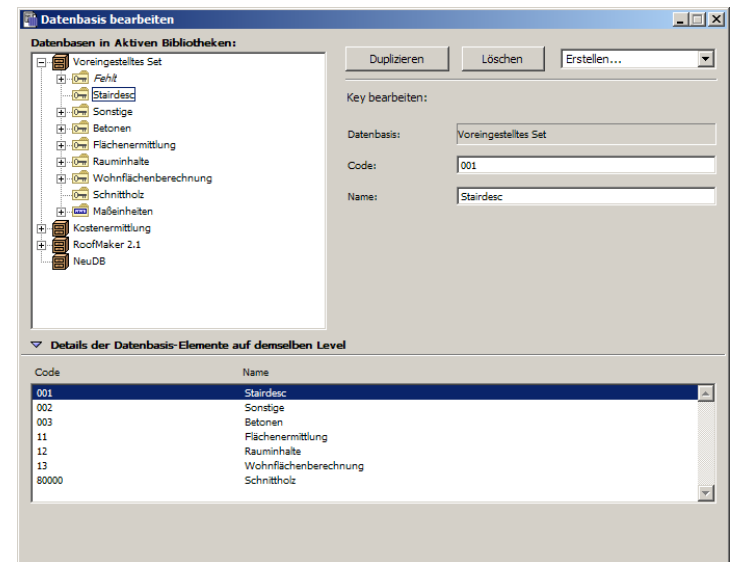 Datenbasis bearbeiten
Datenbasen in Aktiven Bibliotheken:
Voreingestelltes Set
Fehlt
Stairdesc
Sonstige
Betonen
Flächenermittlung
Rauminhalte
Wohnflächenberechnung
Schnittholz
Maßeinheiten
Kostenermittlung
RoofMaker 2.1
NeuDB
Duplizieren Löschen Erstellen...
Key bearbeiten:
Datenbasis: Voreingestelltes Set
Code: 001
Name: Stairdesc
Details der Datenbasis-Elemente auf demselben Level
Code Name
001 Stairdesc
002 Sonstige
003 Betonen
11 Flächenermittlung
12 Rauminhalte
13 Wohnflächenberechnung
80000 Schnittholz